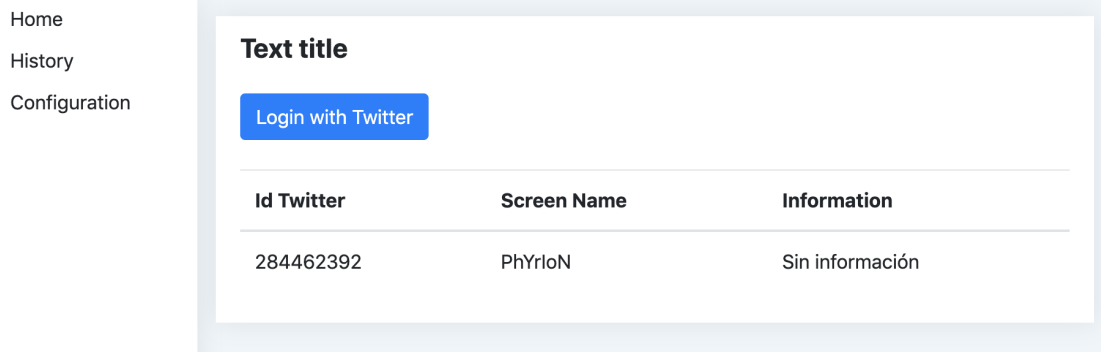 Home
History
Configuration
Text title
Login with Twitter
Id Twitter Screen Name Information
284462392 PhYrIoN Sin información